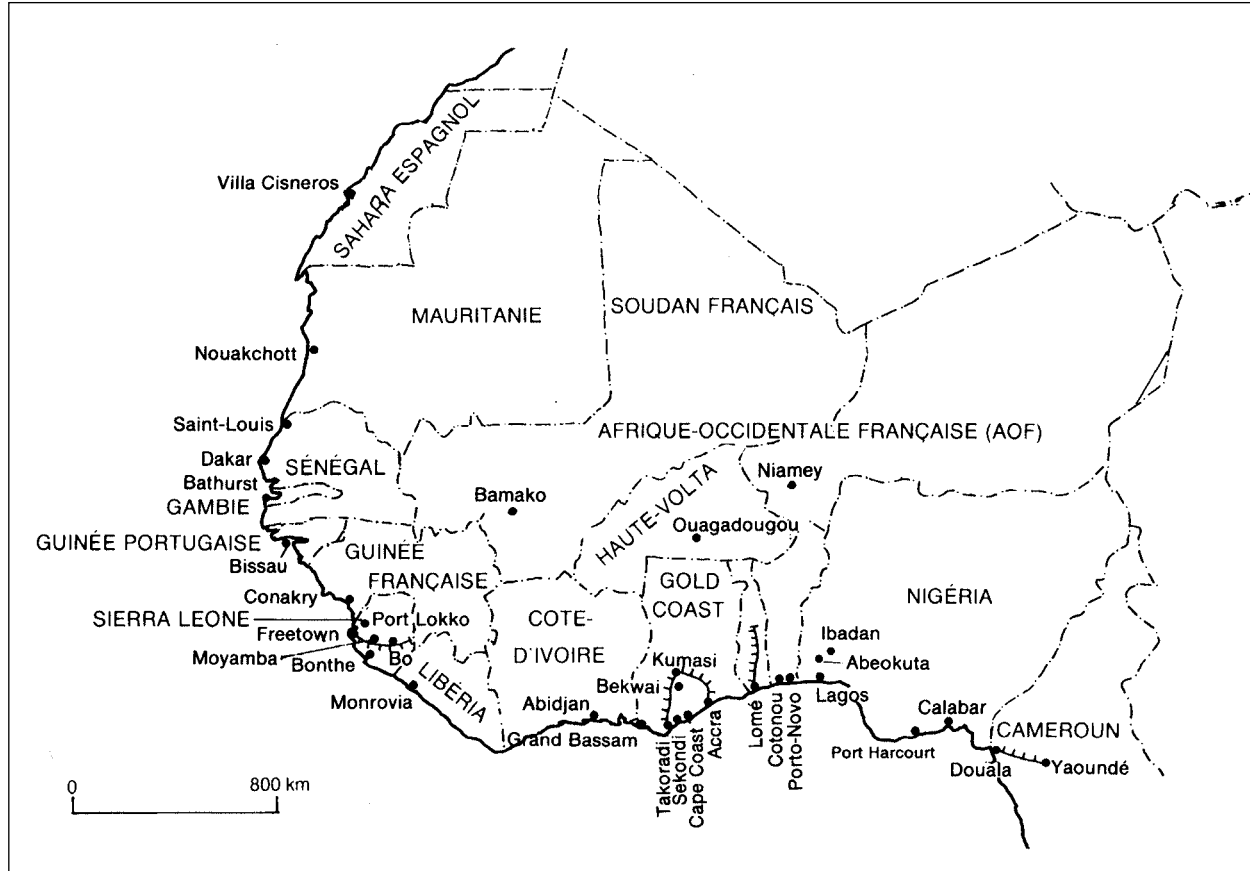 Villa Cisneros
SAHARA ESPAGNOL
MAURITANIE
SOUDAN FRANÇAIS
Nouakchott
Saint-Louis
AFRIQUE-OCCIDENTALE FRANÇAISE (AOF)
Dakar
SÉNÉGAL
Bathurst
GAMBIE
Bamako
HAUTE-VOLTA
Niamey
Ouagadougou
GUINÉE PORTUGAISE
Bissau
GUINÉE
FRANÇAISE
GOLD
COAST
NIGÉRIA
Conakry
SIERRA LEONE
Port Lokko
Freetown
Moyamba
Bo
Bonthe
LIBÉRIA
Monrovia
COTE-
D'IVOIRE
Kumasi
Bekwai
Abidjan
Grand Bassam
Takoradi
Sekondi
Cape Coast
Accra
Lomé
Cotonou
Porto-Novo
Ibadan
Abeokuta
Lagos
Calabar
Port Harcourt
CAMEROUN
Douala
Yaoundé
0 800 km